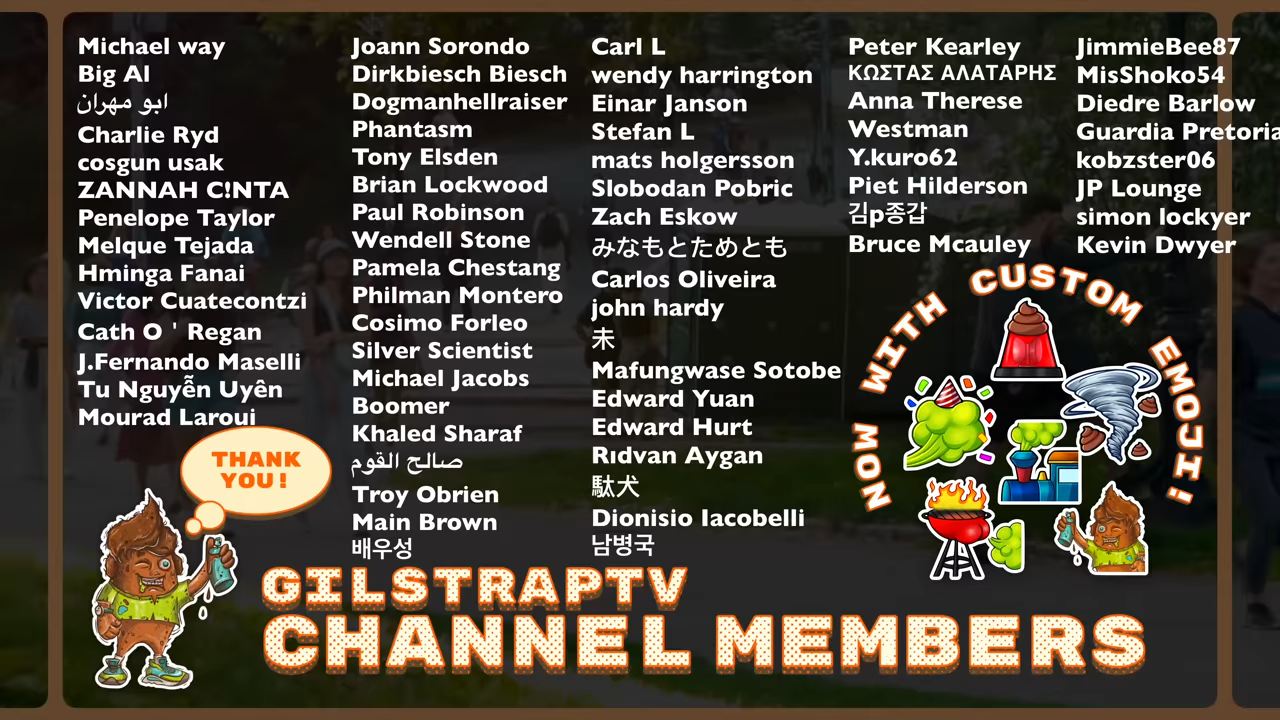 Michael way
Big Al
ابو مهران
Charlie Ryd
cosgun usak
ZANNAH C!NTA
Penelope Taylor
Melque Tejada
Hminga Fanai
Victor Cuatecontzi
Cath O ' Regan
J.Fernando Maselli
Tu Nguyễn Uyên
Mourad Laroui
Joann Sorondo
Dirkbiesch Biesch
Dogmanhellraiser
Phantasm
Tony Elsden
Brian Lockwood
Paul Robinson
Wendell Stone
Pamela Chestang
Philman Montero
Cosimo Forleo
Silver Scientist
Michael Jacobs
Boomer
Khaled Sharaf
صالح القوم
Troy Obrien
Main Brown
배우성
Carl L
wendy harrington
Einar Janson
Stefan L
mats holgersson
Slobodan Pobric
Zach Eskow
みなもとためとも
Carlos Oliveira
john hardy
未
Mafungwase Sotobe
Edward Yuan
Edward Hurt
Rıdvan Aygan
駄犬
Dionisio Iacobelli
남병국
Peter Kearley
ΚΩΣΤΑΣ ΑΛΑΤΑΡΗΣ
Anna Therese
Westman
Y.kuro62
Piet Hilderson
김p종갑
Bruce Mcauley
JimmieBee87
MisShoko54
Diedre Barlow
Guardia Pretoria
kobzster06
JP Lounge
simon lockyer
Kevin Dwyer
NOW WITH CUSTOM EMOJI!
THANK
YOU!
GILSTRAPTV
CHANNEL MEMBERS